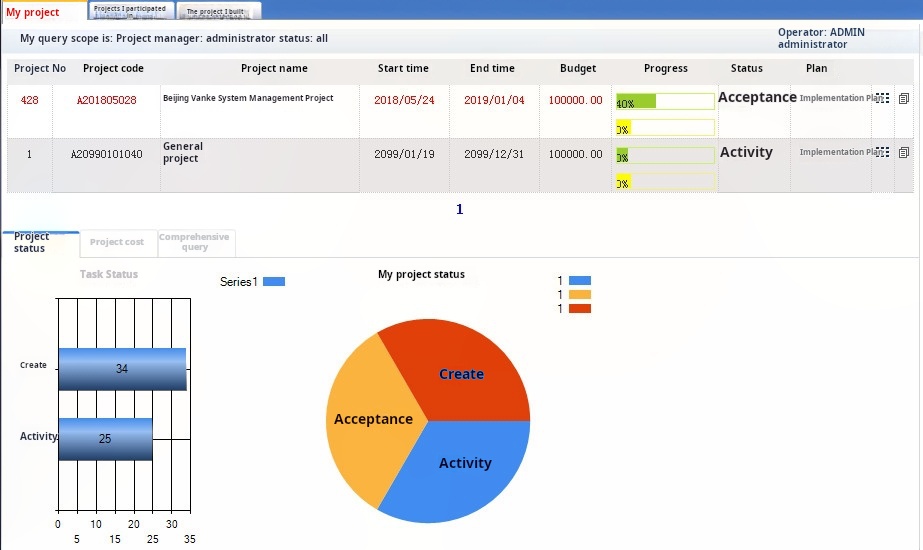 My project
Projects I participated
The project I built
My query scope is: Project manager: administrator status: all
Operator: ADMIN
administrator
Project No Project code Project name Start time End time Budget Progress Status Plan
428 A201805028 Beijing Vanke System Management Project 2018/05/24 2019/01/04 100000.00 40% Acceptance Implementation Plan
0%
1 A20990101040 General project 2099/01/19 2099/12/31 100000.00 0% Activity Implementation Plan
0%
1
Project status
Project cost
Comprehensive query
Task Status
Series1
Create 34
Activity 25
0 10 20 30
5 15 25 35
My project status
1
1
1
Create
Acceptance
Activity